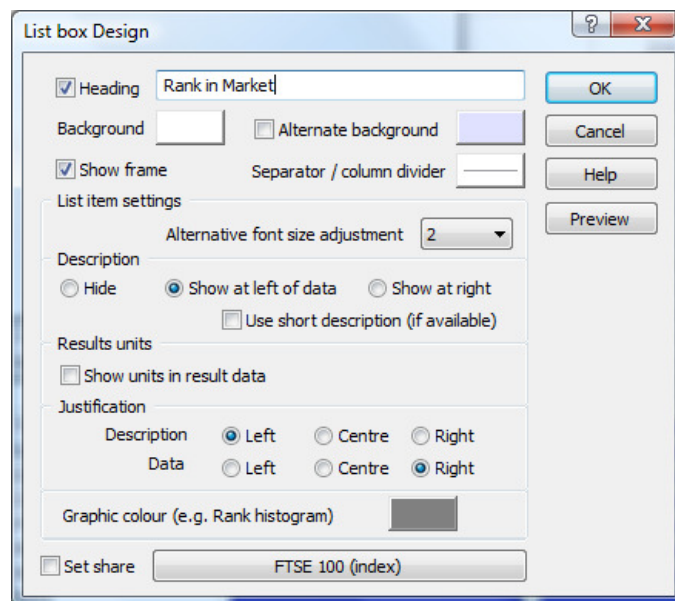 List box Design
?
X
Heading
Rank in Market
OK
Background
Alternate background
Cancel
Show frame
Separator / column divider
Help
List item settings
Preview
Alternative font size adjustment
2
Description
Hide
Show at left of data
Show at right
Use short description (if available)
Results units
Show units in result data
Justification
Description
Left
Centre
Right
Data
Left
Centre
Right
Graphic colour (e.g. Rank histogram)
Set share
FTSE 100 (index)